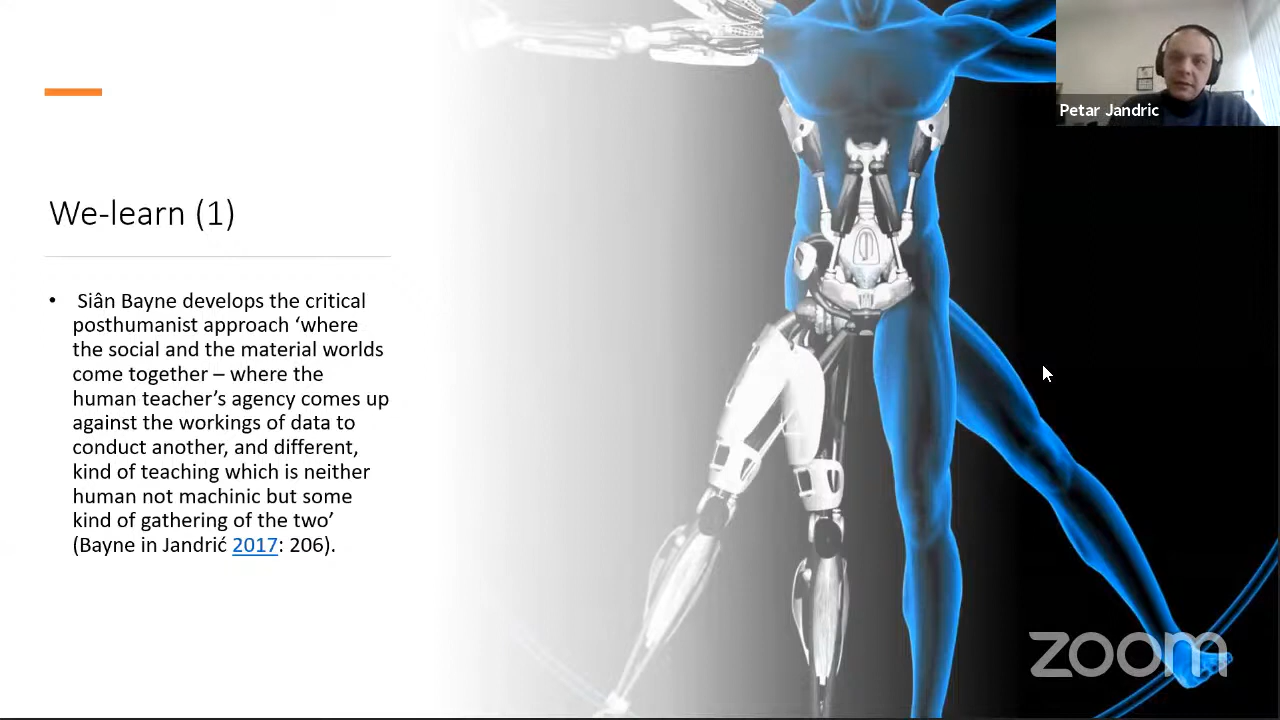 Petar Jandric
We-learn (1)
• Siân Bayne develops the critical
posthumanist approach ‘where
the social and the material worlds
come together – where the
human teacher’s agency comes up
against the workings of data to
conduct another, and different,
kind of teaching which is neither
human not machinic but some
kind of gathering of the two’
(Bayne in Jandrić 2017: 206).
zoom